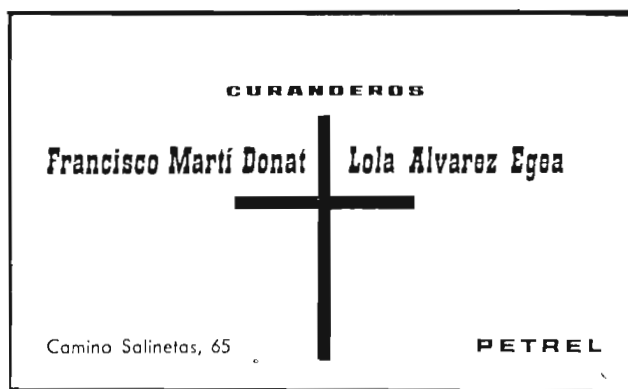 CURANDEROS
Francisco Martí Donat Lola Alvarez Egea
Camino Salinetas, 65 PETREL